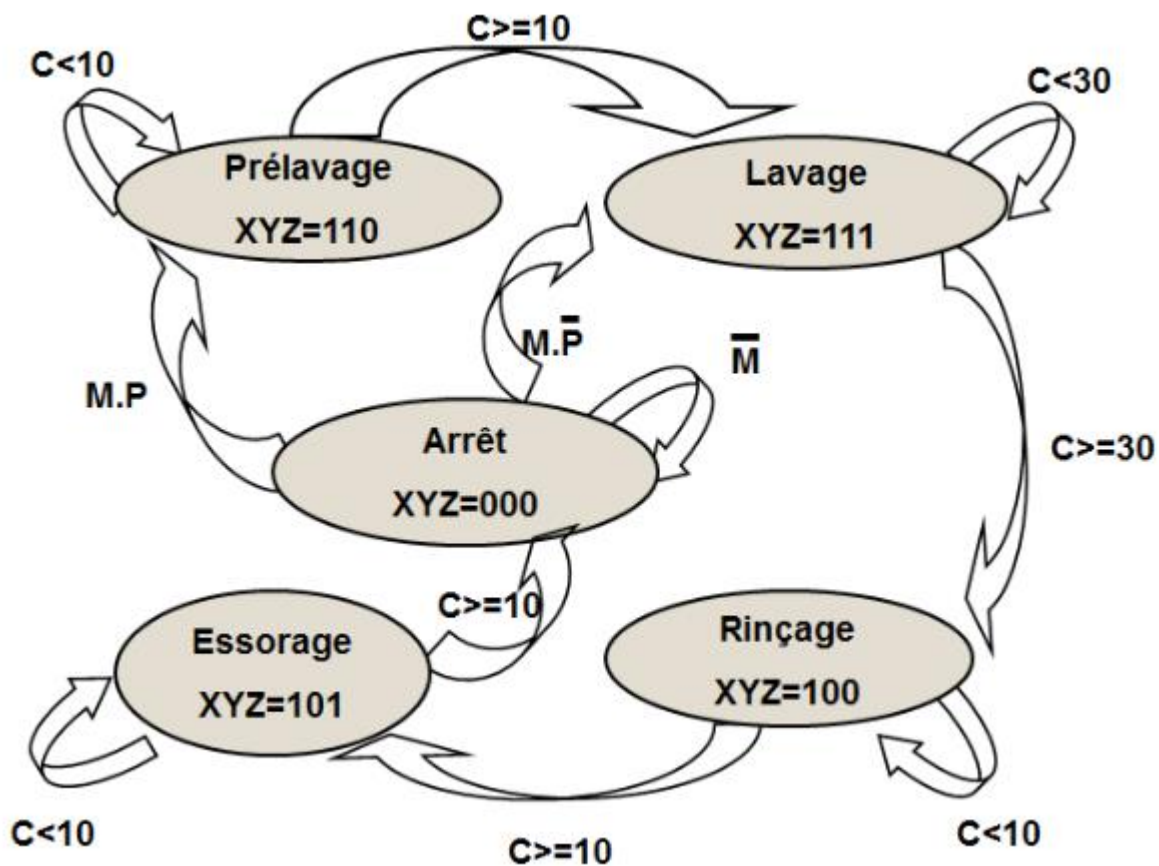 C>=10
C<10
C<30
Prélavage
XYZ=110
Lavage
XYZ=111
M.P̅
M̅
M.P
Arrêt
XYZ=000
C>=30
C>=10
Essorage
XYZ=101
Rinçage
XYZ=100
C<10
C>=10
C<10